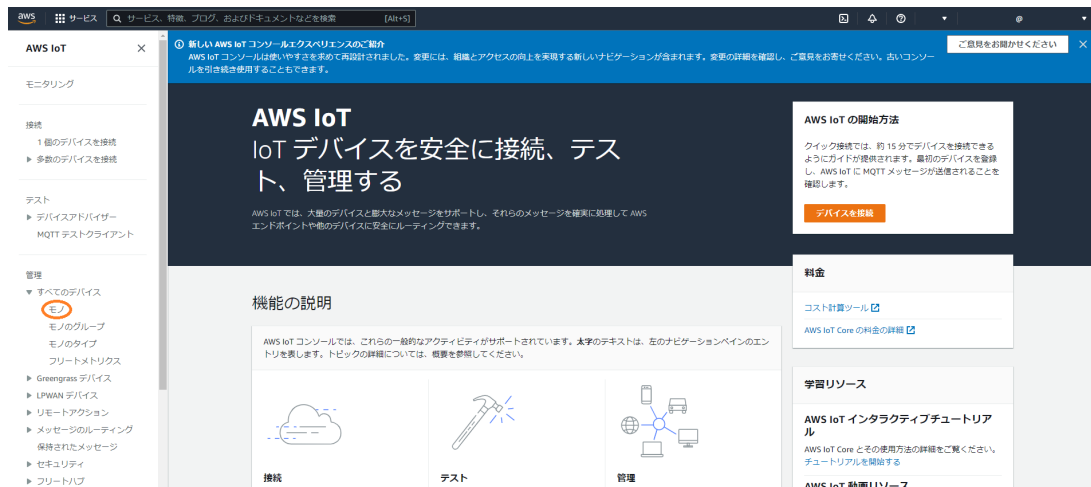 aws
サービス
サービス、特徴、ブログ、およびドキュメントなどを検索
[Alt+S]
@
AWS IoT
モニタリング
接続
1 個のデバイスを接続
多数のデバイスを接続
テスト
デバイスアドバイザー
MQTT テストクライアント
管理
すべてのデバイス
モノ
モノのグループ
モノのタイプ
フリートメトリクス
Greengrass デバイス
LPWAN デバイス
リモートアクション
メッセージのルーティング
保持されたメッセージ
セキュリティ
フリートハブ
新しい AWS IoT コンソールエクスペリエンスのご紹介
AWS IoT コンソールは使いやすさを求めて再設計されました。変更には、組織とアクセスの向上を実現する新しいナビゲーションが含まれます。変更の詳細を確認し、ご意見をお寄せください。古いコンソー
ルを引き続き使用することもできます。
ご意見をお聞かせください
AWS IoT
IoT デバイスを安全に接続、テス
ト、管理する
AWS IoT では、大量のデバイスと膨大なメッセージをサポートし、それらのメッセージを確実に処理して AWS
エンドポイントや他のデバイスに安全にルーティングできます。
AWS IoT の開始方法
クイック接続では、約 15 分でデバイスを接続できる
ようにガイドが提供されます。最初のデバイスを登録
し、AWS IoT に MQTT メッセージが送信されることを
確認します。
デバイスを接続
機能の説明
AWS IoT コンソールでは、これらの一般的なアクティビティがサポートされています。太字のテキストは、左のナビゲーションペインのエン
トリを表します。トピックの詳細については、概要を参照してください。
接続
テスト
管理
料金
コスト計算ツール
AWS IoT Core の料金の詳細
学習リソース
AWS IoT インタラクティブチュートリア
ル
AWS IoT Core とその使用方法の詳細をご覧ください。
チュートリアルを開始する
AWS IoT 動画リソース